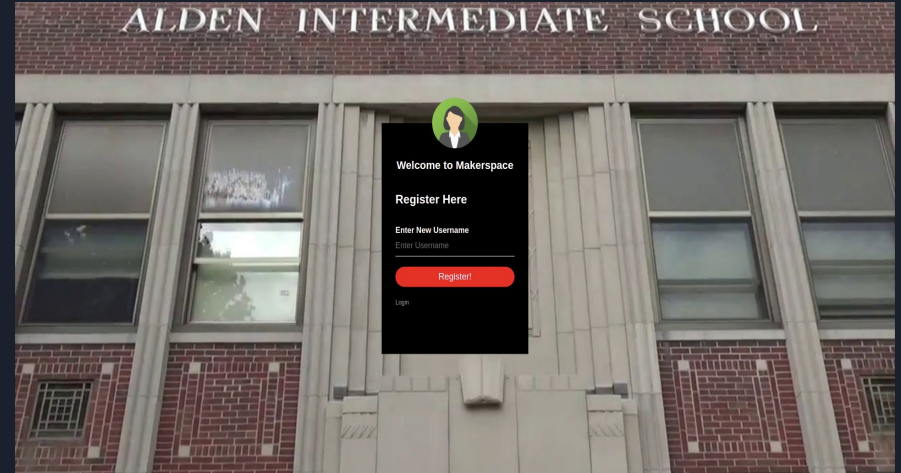 ALDEN INTERMEDIATE SCHOOL
Welcome to Makerspace
Register Here
Enter New Username
Enter Username
Register!
Login